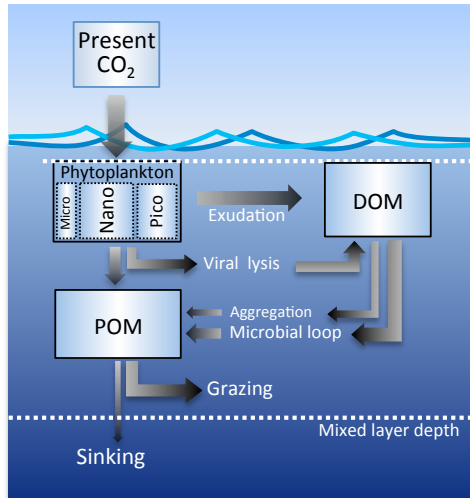 Present
CO₂
Phytoplankton
Micro
Nano
Pico
Exudation
DOM
Viral lysis
Aggregation
Microbial loop
POM
Grazing
Mixed layer depth
Sinking